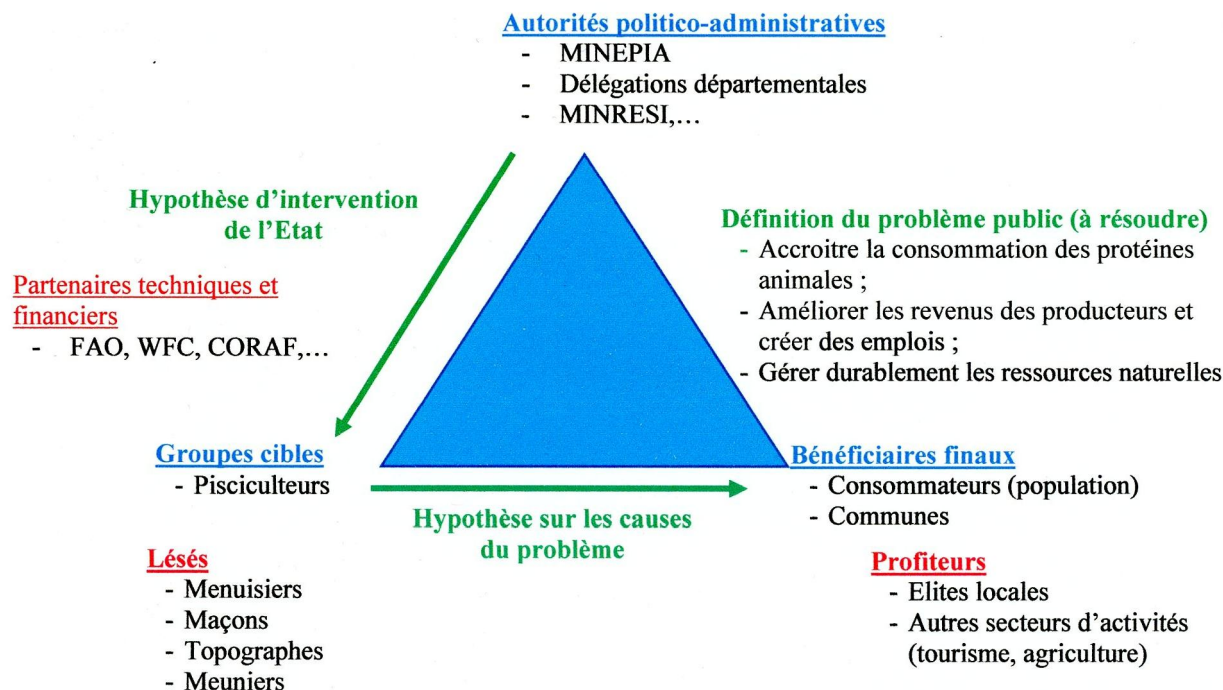 Autorités politico-administratives
- MINEPIA
- Délégations départementales
- MINRESI,…
Hypothèse d’intervention
de l’Etat
Définition du problème public (à résoudre)
- Accroitre la consommation des protéines
animales ;
- Améliorer les revenus des producteurs et
créer des emplois ;
- Gérer durablement les ressources naturelles
Partenaires techniques et
financiers
- FAO, WFC, CORAF,…
Groupes cibles
- Pisciculteurs
Hypothèse sur les causes
du problème
Bénéficiaires finaux
- Consommateurs (population)
- Communes
Lésés
- Menuisiers
- Maçons
- Topographes
- Meuniers
Profiteurs
- Elites locales
- Autres secteurs d’activités
(tourisme, agriculture)